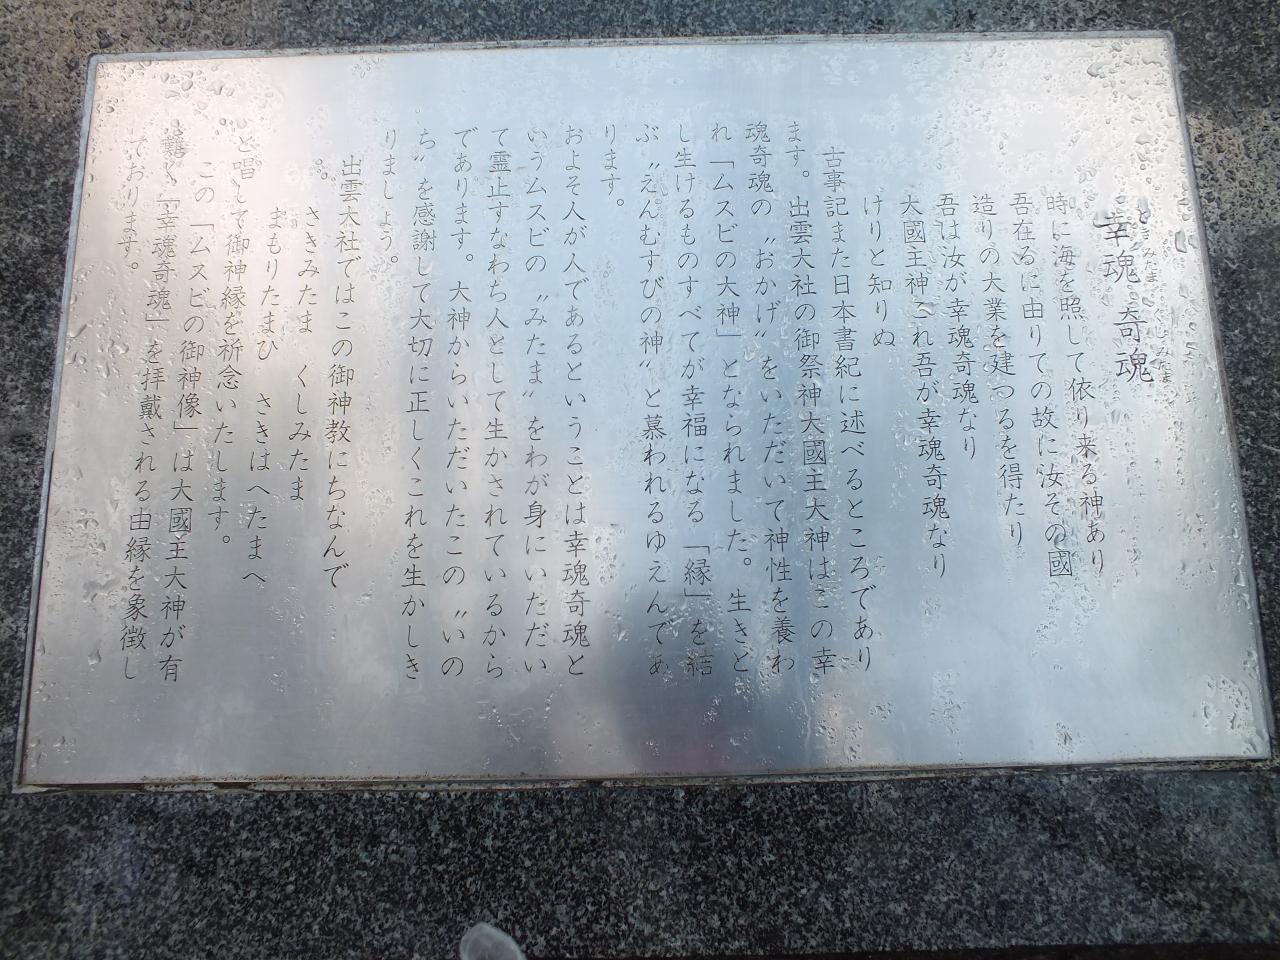 幸魂 奇魂
さきみたま くしみたま
時に海を照して依り来る神あり
吾在るに由りての故に汝その國
造りの大業を建つるを得たり
吾は汝が幸魂奇魂なり
大國主神これ吾が幸魂奇魂なり
けりと知りぬ
古事記また日本書紀に述べるところであり
ます。出雲大社の御祭神大國主大神はこの幸
魂奇魂の〝おかげ〟をいただいて神性を養わ
れ「ムスビの大神」となられました。生きと
し生けるものすべてが幸福になる「縁」を結
ぶ〝えんむすびの神〟と慕われるゆえんであ
ります。
およそ人が人であるということは幸魂奇魂と
いうムスビの〝みたま〟をわが身にいただい
て霊止すなわち人として生かされているから
であります。大神からいただいたこの〝いの
ち〟を感謝して大切に正しくこれを生かしき
りましょう。
出雲大社ではこの御神教にちなんで
さきみたま くしみたま
まもりたまひ さきはへたまへ
と唱して御神縁を祈念いたします。
この「ムスビの御神像」は大國主大神が有
難く「幸魂奇魂」を拝戴される由縁を象徴し
ております。